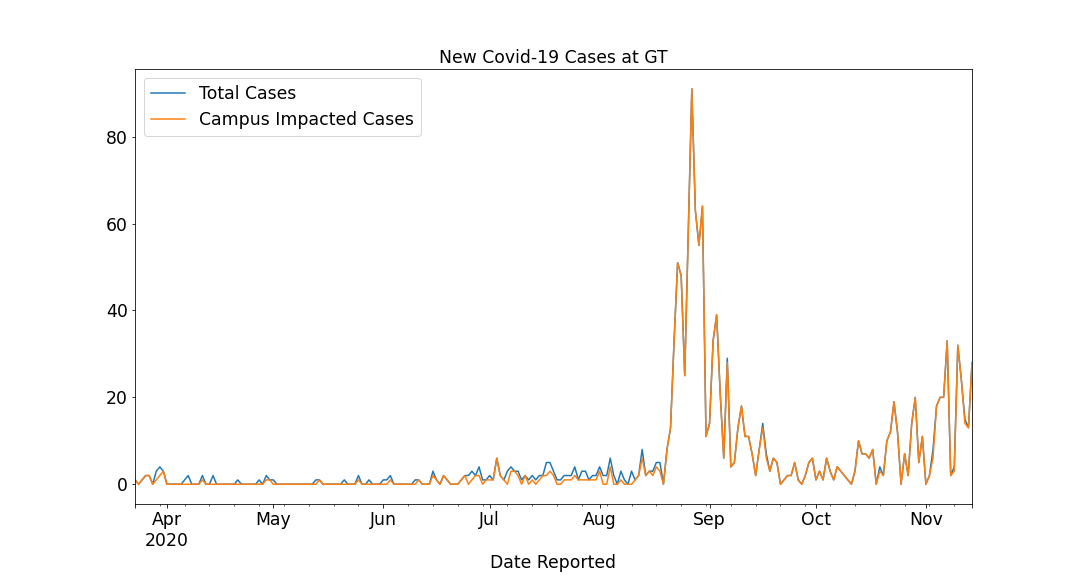 New Covid-19 Cases at GT
Total Cases
Campus Impacted Cases
80
60
40
20
0
Apr May Jun Jul Aug Sep Oct Nov
2020
Date Reported